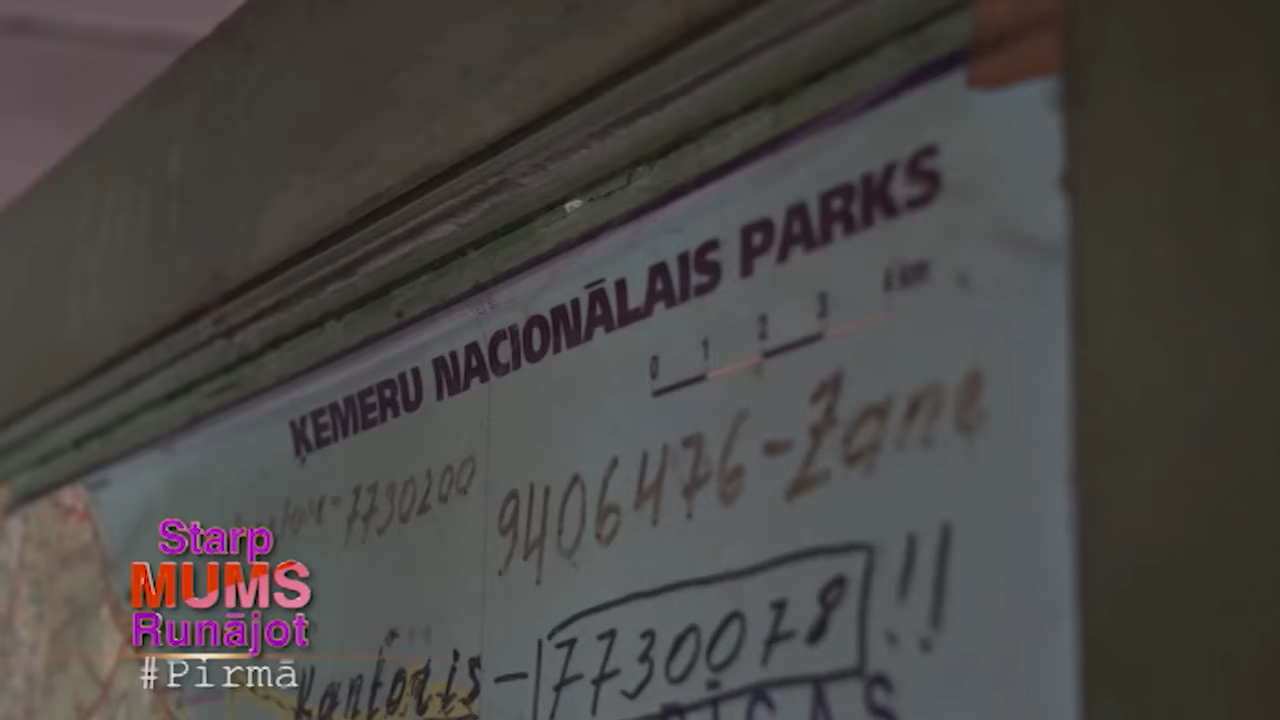 ĶEMERU NACIONĀLAIS PARKS
0 1 2 3 4 km
7730200
9406476-Zane
Kantoris-7730078!!
Starp
MUMS
Runājot
#Pirmā